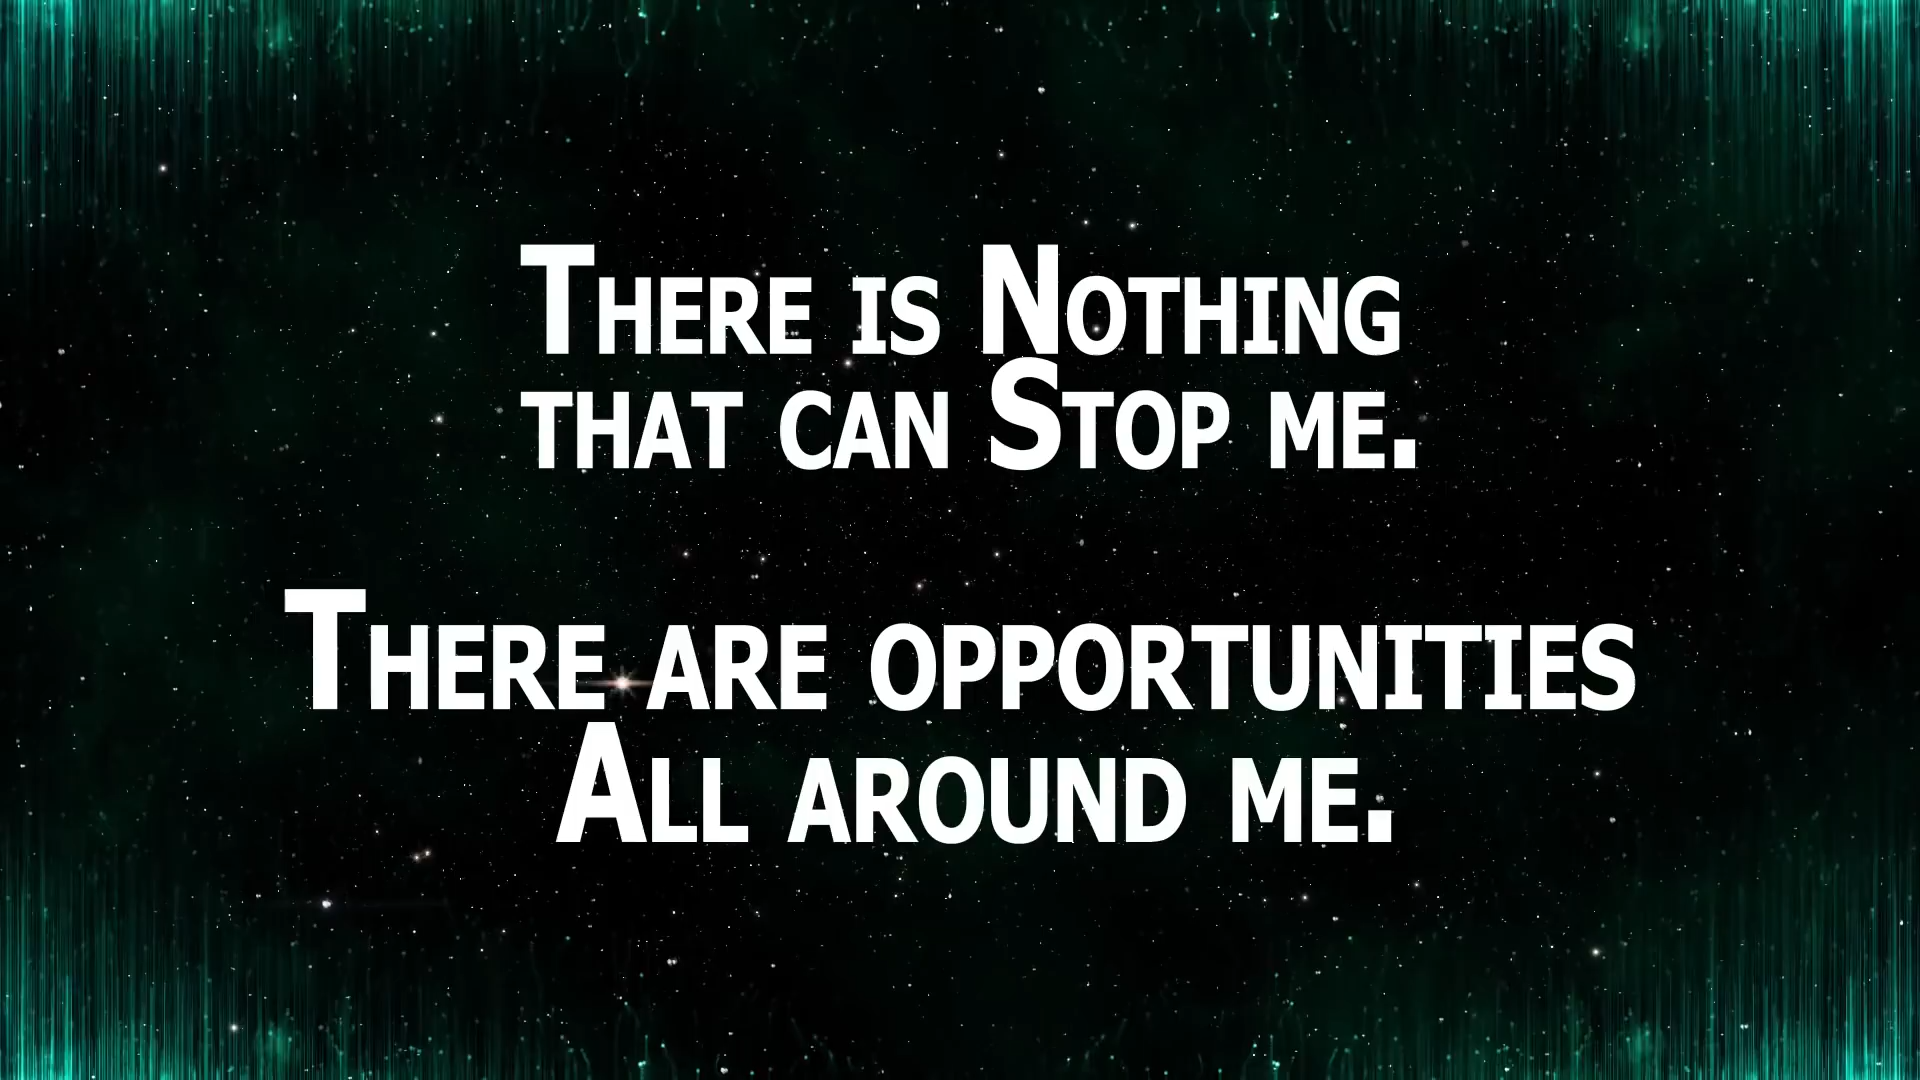 There is Nothing
that can Stop me.
There are opportunities
All around me.